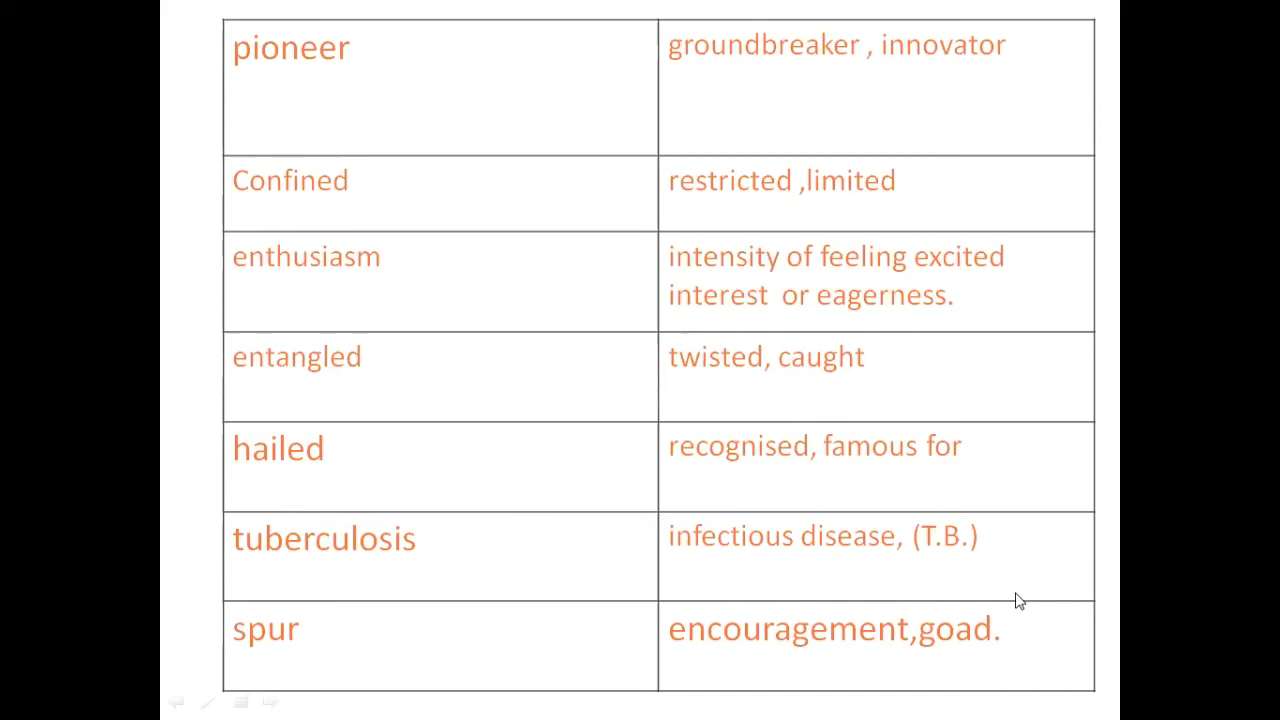 pioneer
groundbreaker , innovator
Confined
restricted ,limited
enthusiasm
intensity of feeling excited
interest or eagerness.
entangled
twisted, caught
hailed
recognised, famous for
tuberculosis
infectious disease, (T.B.)
spur
encouragement,goad.